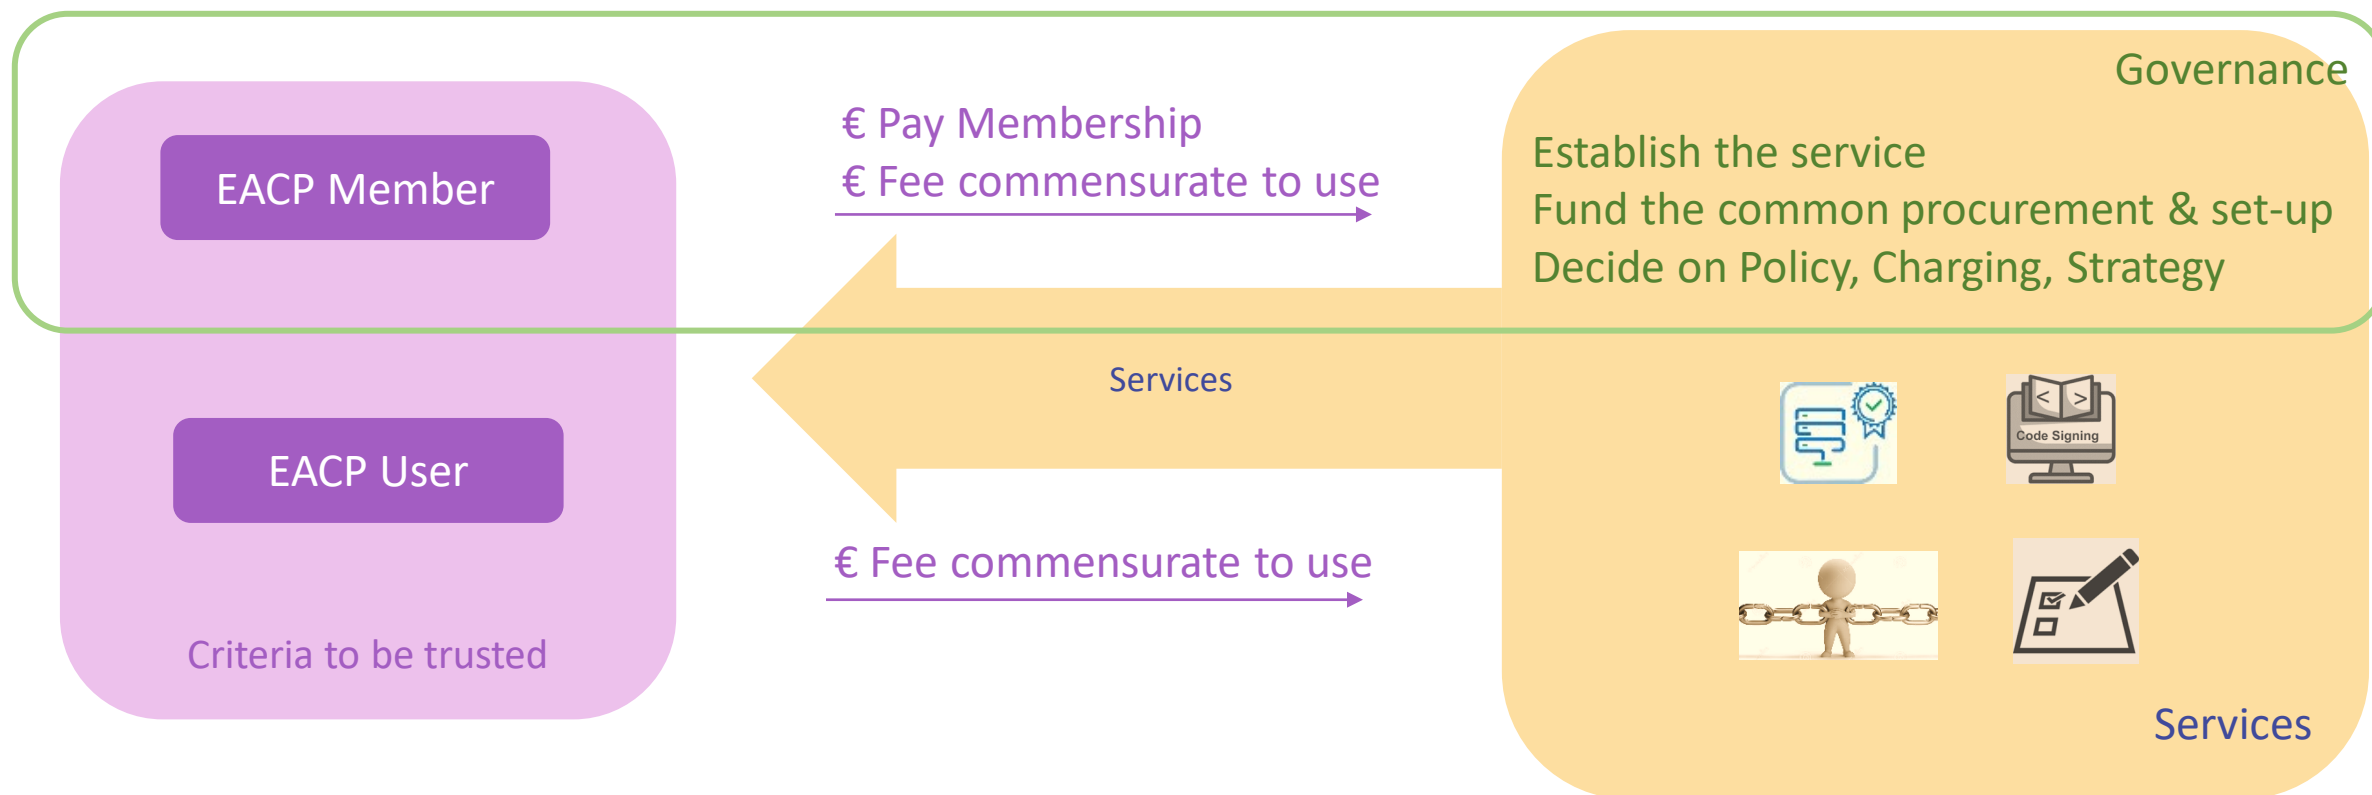 Governance
€ Pay Membership
€ Fee commensurate to use
EACP Member
Establish the service
Fund the common procurement & set-up
Decide on Policy, Charging, Strategy
Services
< >
Code Signing
EACP User
€ Fee commensurate to use
Criteria to be trusted
Services